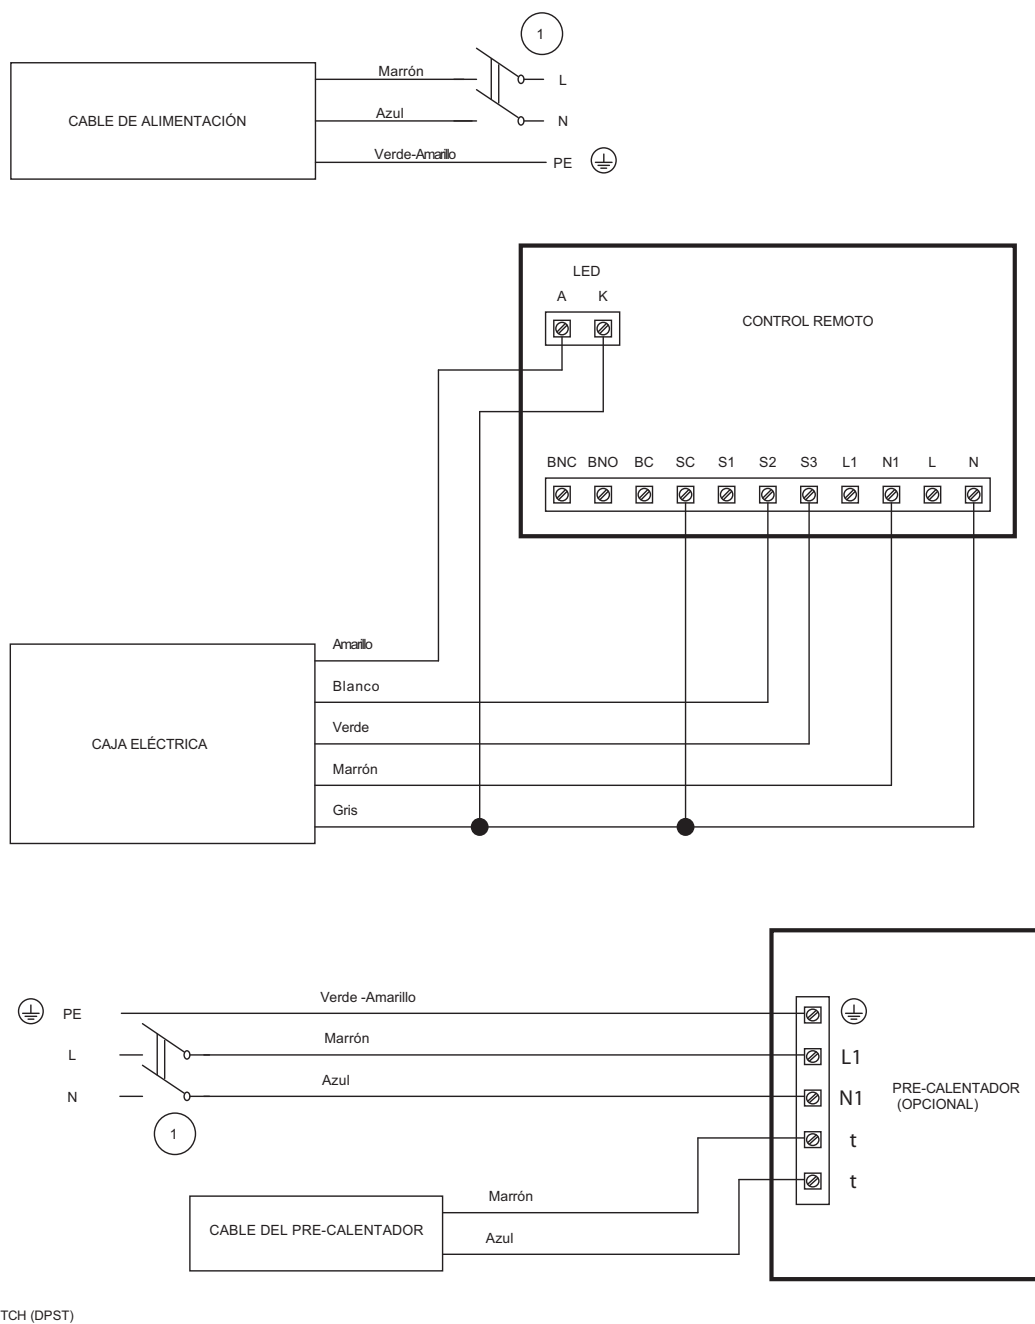 1
Marrón
L
CABLE DE ALIMENTACIÓN
Azul
N
Verde-Amarillo
PE
LED
A K
CONTROL REMOTO
BNC BNO BC SC S1 S2 S3 L1 N1 L N
Amarillo
Blanco
Verde
CAJA ELÉCTRICA
Marrón
Gris
Verde -Amarillo
PE
Marrón
L
L1
Azul
N
N1
PRE-CALENTADOR
(OPCIONAL)
1
t
t
Marrón
CABLE DEL PRE-CALENTADOR
Azul
TCH (DPST)